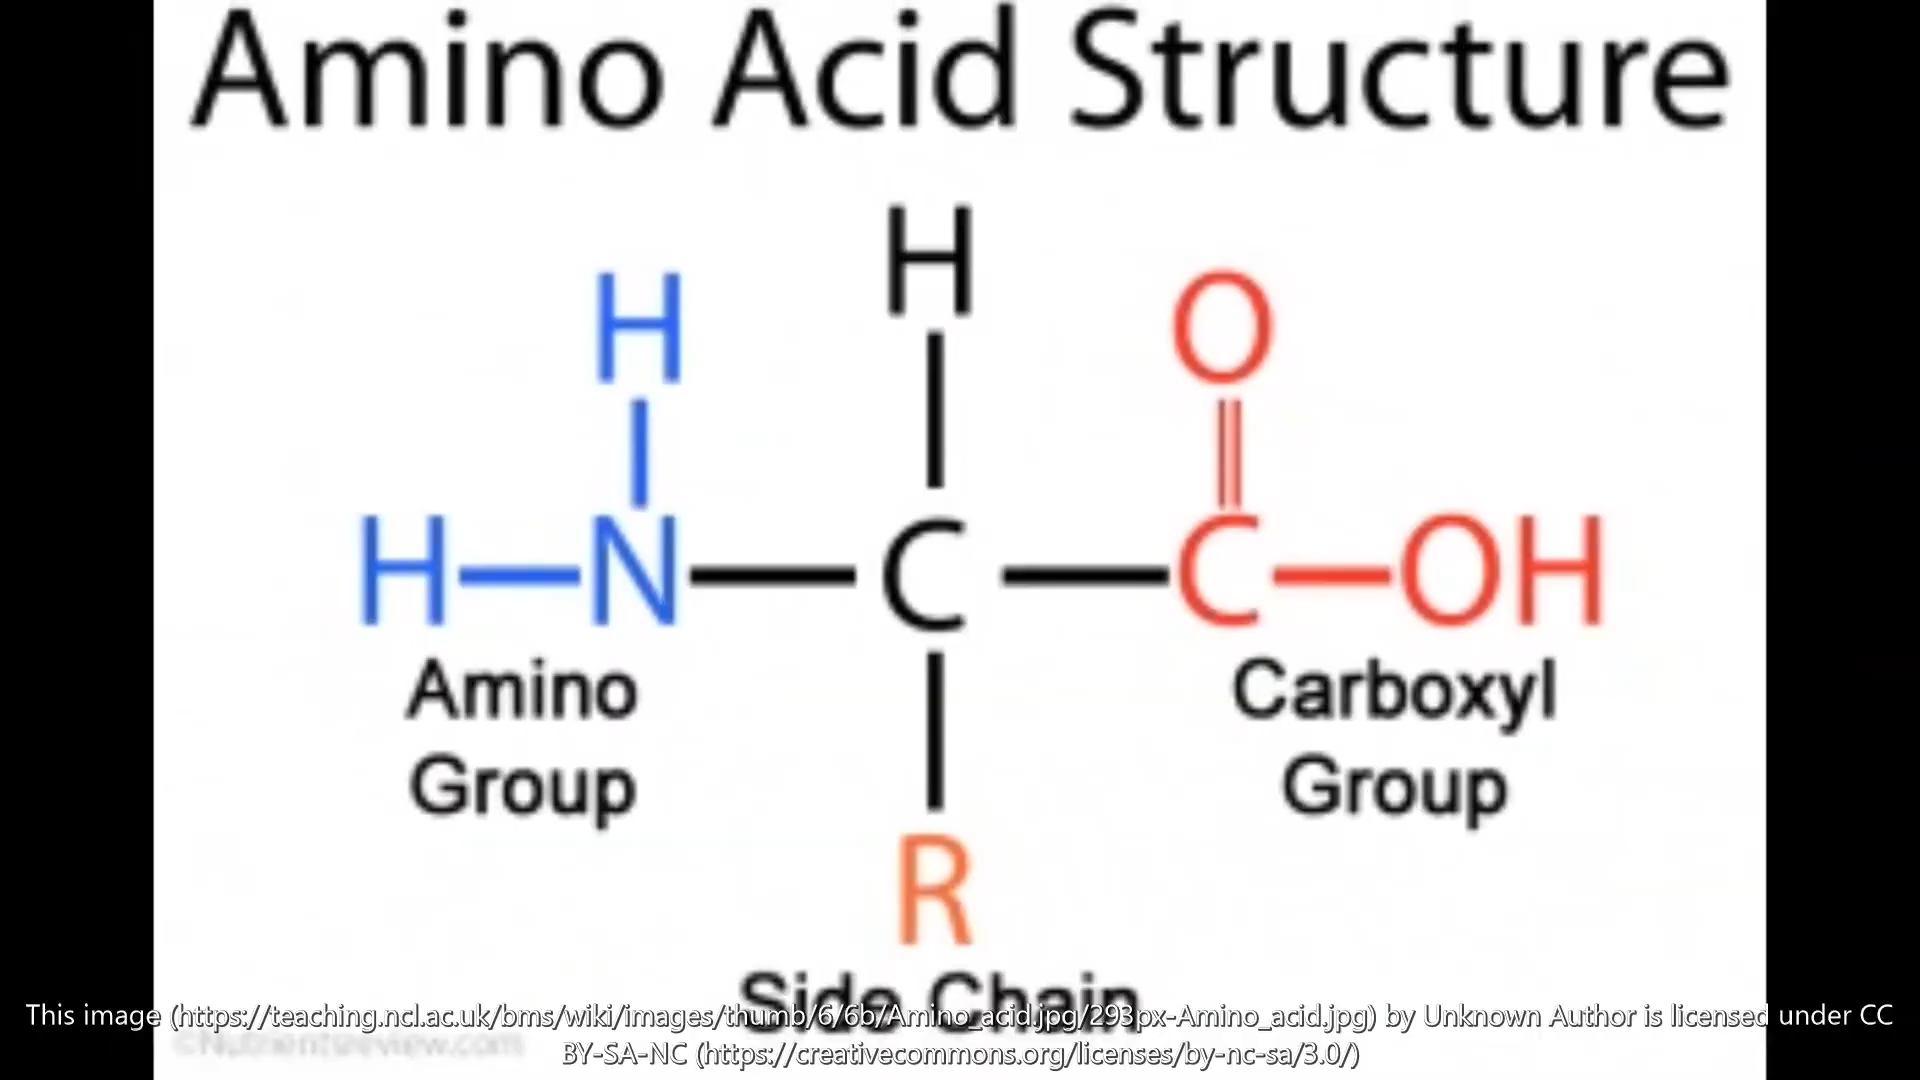 Amino Acid Structure
H
H O
H N C C OH
Amino Carboxyl
Group Group
R
Side Chain
This image (https://teaching.ncl.ac.uk/bms/wiki/images/thumb/6/6b/Amino_acid.jpg/293px-Amino_acid.jpg) by Unknown Author is licensed under CC
BY-SA-NC (https://creativecommons.org/licenses/by-nc-sa/3.0/)
©Nutrientsreview.com